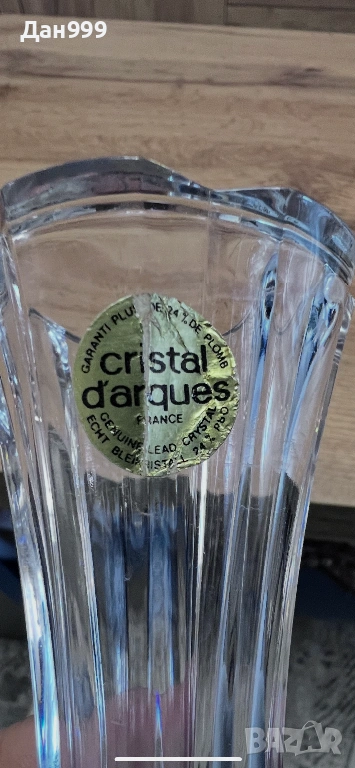 Дан999
GARANTI PLUS DE 24% DE PLOMB
cristal
d'arques
FRANCE
GENUINE LEAD CRYSTAL
ECHT BLEIKRISTALL 24% PbO
BAZAR